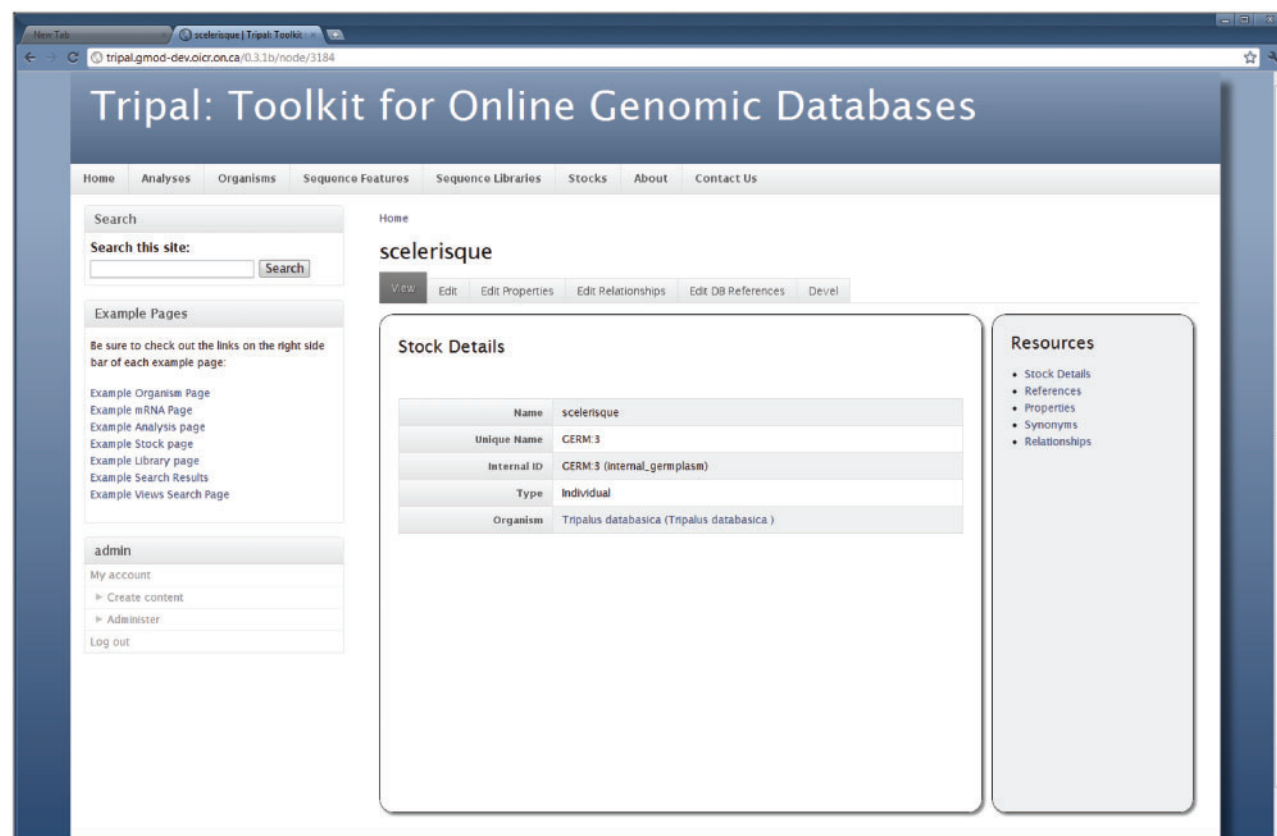 New Tab
scelerisque | Tripal: Toolkit
tripal.gmod-dev.oicr.on.ca/0.3.1b/node/3184
Tripal: Toolkit for Online Genomic Databases
Home Analyses Organisms Sequence Features Sequence Libraries Stocks About Contact Us
Search
Search this site:
Search
Example Pages
Be sure to check out the links on the right side
bar of each example page:
Example Organism Page
Example mRNA Page
Example Analysis page
Example Stock page
Example Library page
Example Search Results
Example Views Search Page
admin
My account
Create content
Administer
Log out
Home
scelerisque
View Edit Edit Properties Edit Relationships Edit DB References Devel
Stock Details
Name scelerisque
Unique Name GERM:3
Internal ID GERM:3 (internal_germplasm)
Type Individual
Organism Tripalus databasica (Tripalus databasica )
Resources
• Stock Details
• References
• Properties
• Synonyms
• Relationships